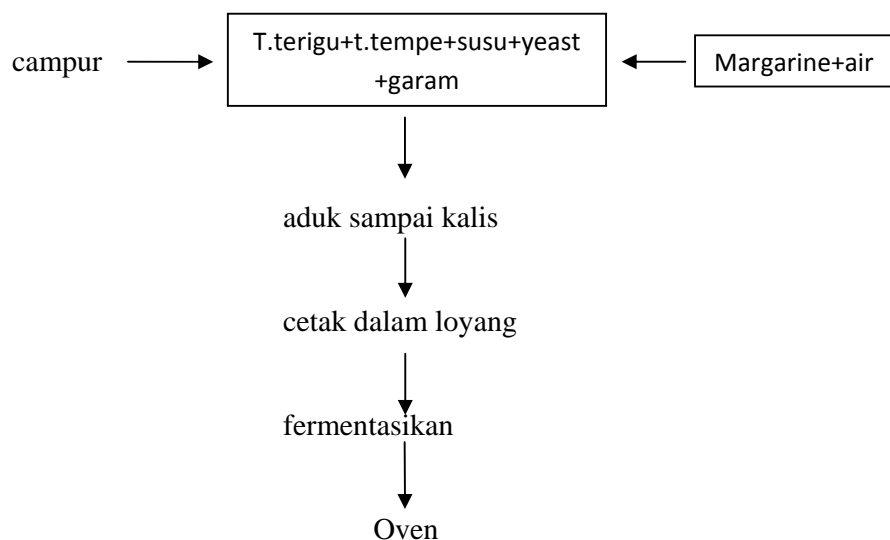 campur
T.terigu+t.tempe+susu+yeast
+garam
Margarine+air
aduk sampai kalis
cetak dalam loyang
fermentasikan
Oven